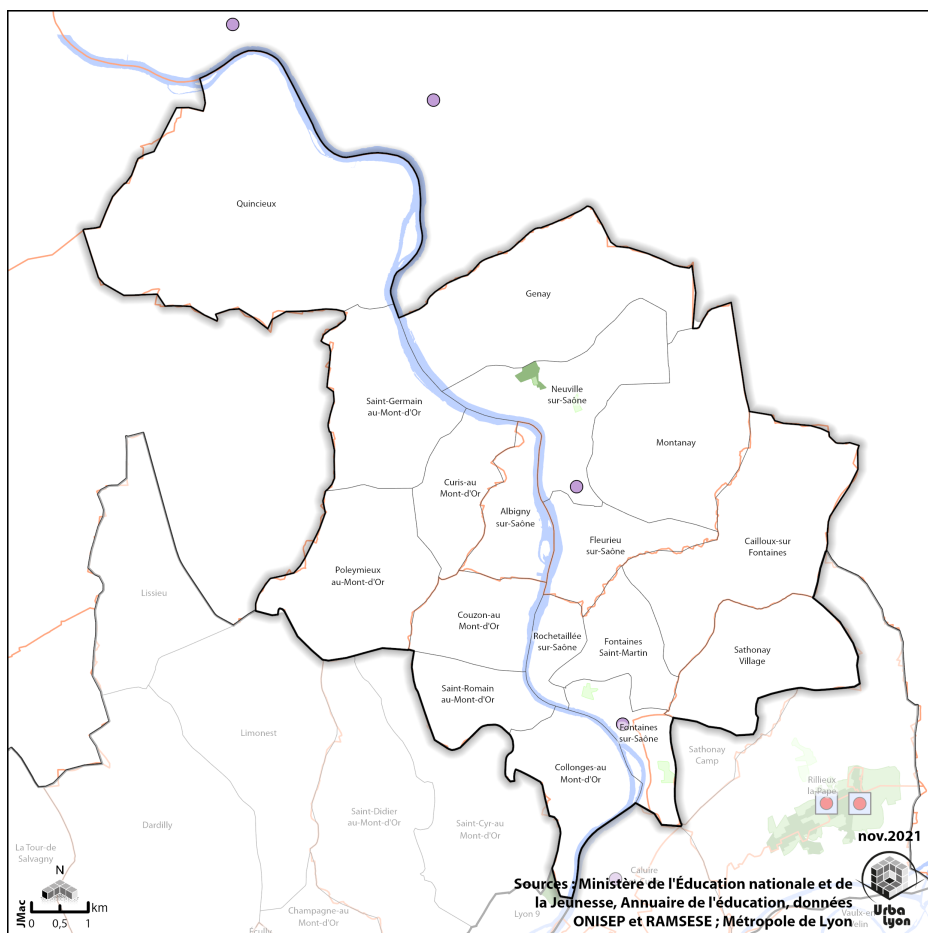 Quincieux
Genay
Neuville
sur-Saône
Saint-Germain
au-Mont-d'Or
Montanay
Curis-au
Mont-d'Or
Albigny
sur-Saône
Fleurieu
sur-Saône
Cailloux-sur
Fontaines
Poleymieux
au-Mont-d'Or
Lissieu
Couzon-au
Mont-d'Or
Rochetaillée
sur-Saône
Fontaines
Saint-Martin
Sathonay
Village
Saint-Romain
au-Mont-d'Or
Limonest
Fontaines
sur-Saône
Sathonay
Camp
Collonges-au
Mont-d'Or
Rillieux
la-Pape
Saint-Didier
au-Mont-d'Or
Dardilly
Saint-Cyr-au
Mont-d'Or
nov.2021
La Tour-de
Salvagny
N
Caluire
Sources : Ministère de l'Éducation nationale et de
la Jeunesse, Annuaire de l'éducation, données
ONISEP et RAMSESE ; Métropole de Lyon
JMac
km
0 0,5 1
Champagne-au
Mont-d'Or
Lyon 9
Écully
Urba
Lyon
Vaulx-en